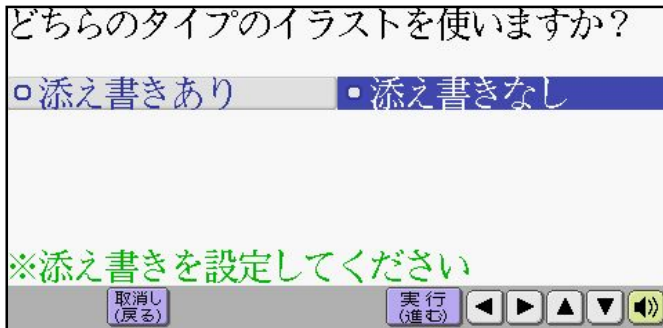 どちらのタイプのイラストを使いますか？
添え書きあり 添え書きなし
※添え書きを設定してください
取消し 実行
(戻る) (進む)